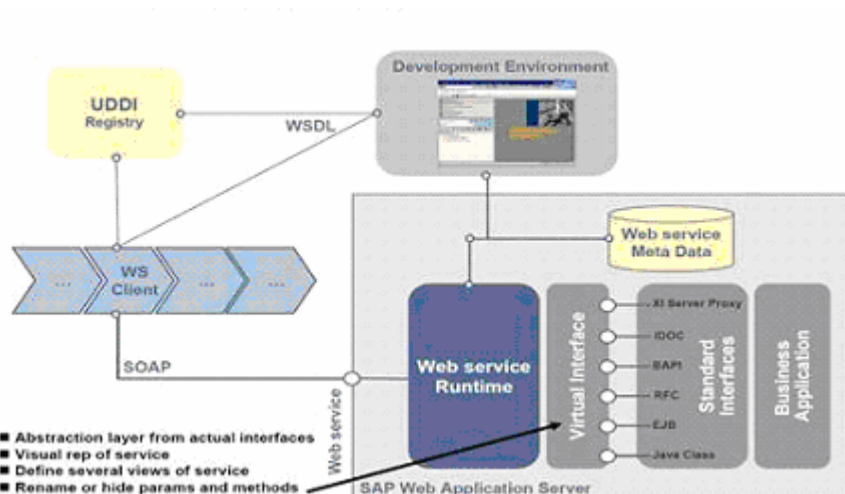 Development Environment
UDDI
Registry
WSDL
Web service
Meta Data
...
WS
Client
...
...
SOAP
Web service
Web service
Runtime
Virtual Interface
XI Server Proxy
IDOC
BAPI
RFC
EJB
Java Class
Standard
Interfaces
Business
Application
■ Abstraction layer from actual interfaces
■ Visual rep of service
■ Define several views of service
■ Rename or hide params and methods
SAP Web Application Server